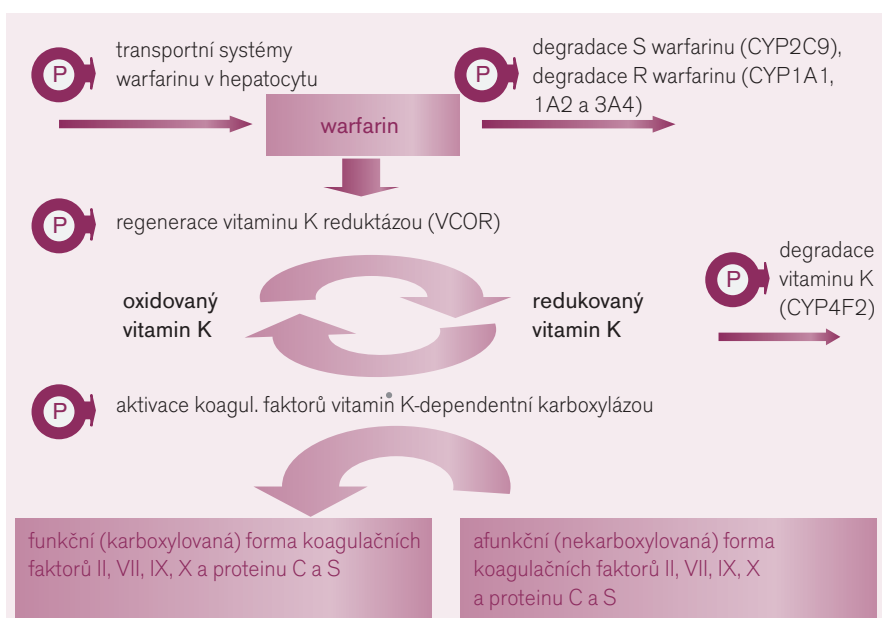 P
transportní systémy
warfarinu v hepatocytu
P
degradace S warfarinu (CYP2C9),
degradace R warfarinu (CYP1A1,
1A2 a 3A4)
warfarin
P
regenerace vitaminu K reduktázou (VCOR)
oxidovaný
vitamin K
redukovaný
vitamin K
P
degradace
vitaminu K
(CYP4F2)
P
aktivace koagul. faktorů vitamin K-dependentní karboxylázou
funkční (karboxylovaná) forma koagulačních
faktorů II, VII, IX, X a proteinu C a S
afunkční (nekarboxylovaná) forma
koagulačních faktorů II, VII, IX, X
a proteinu C a S